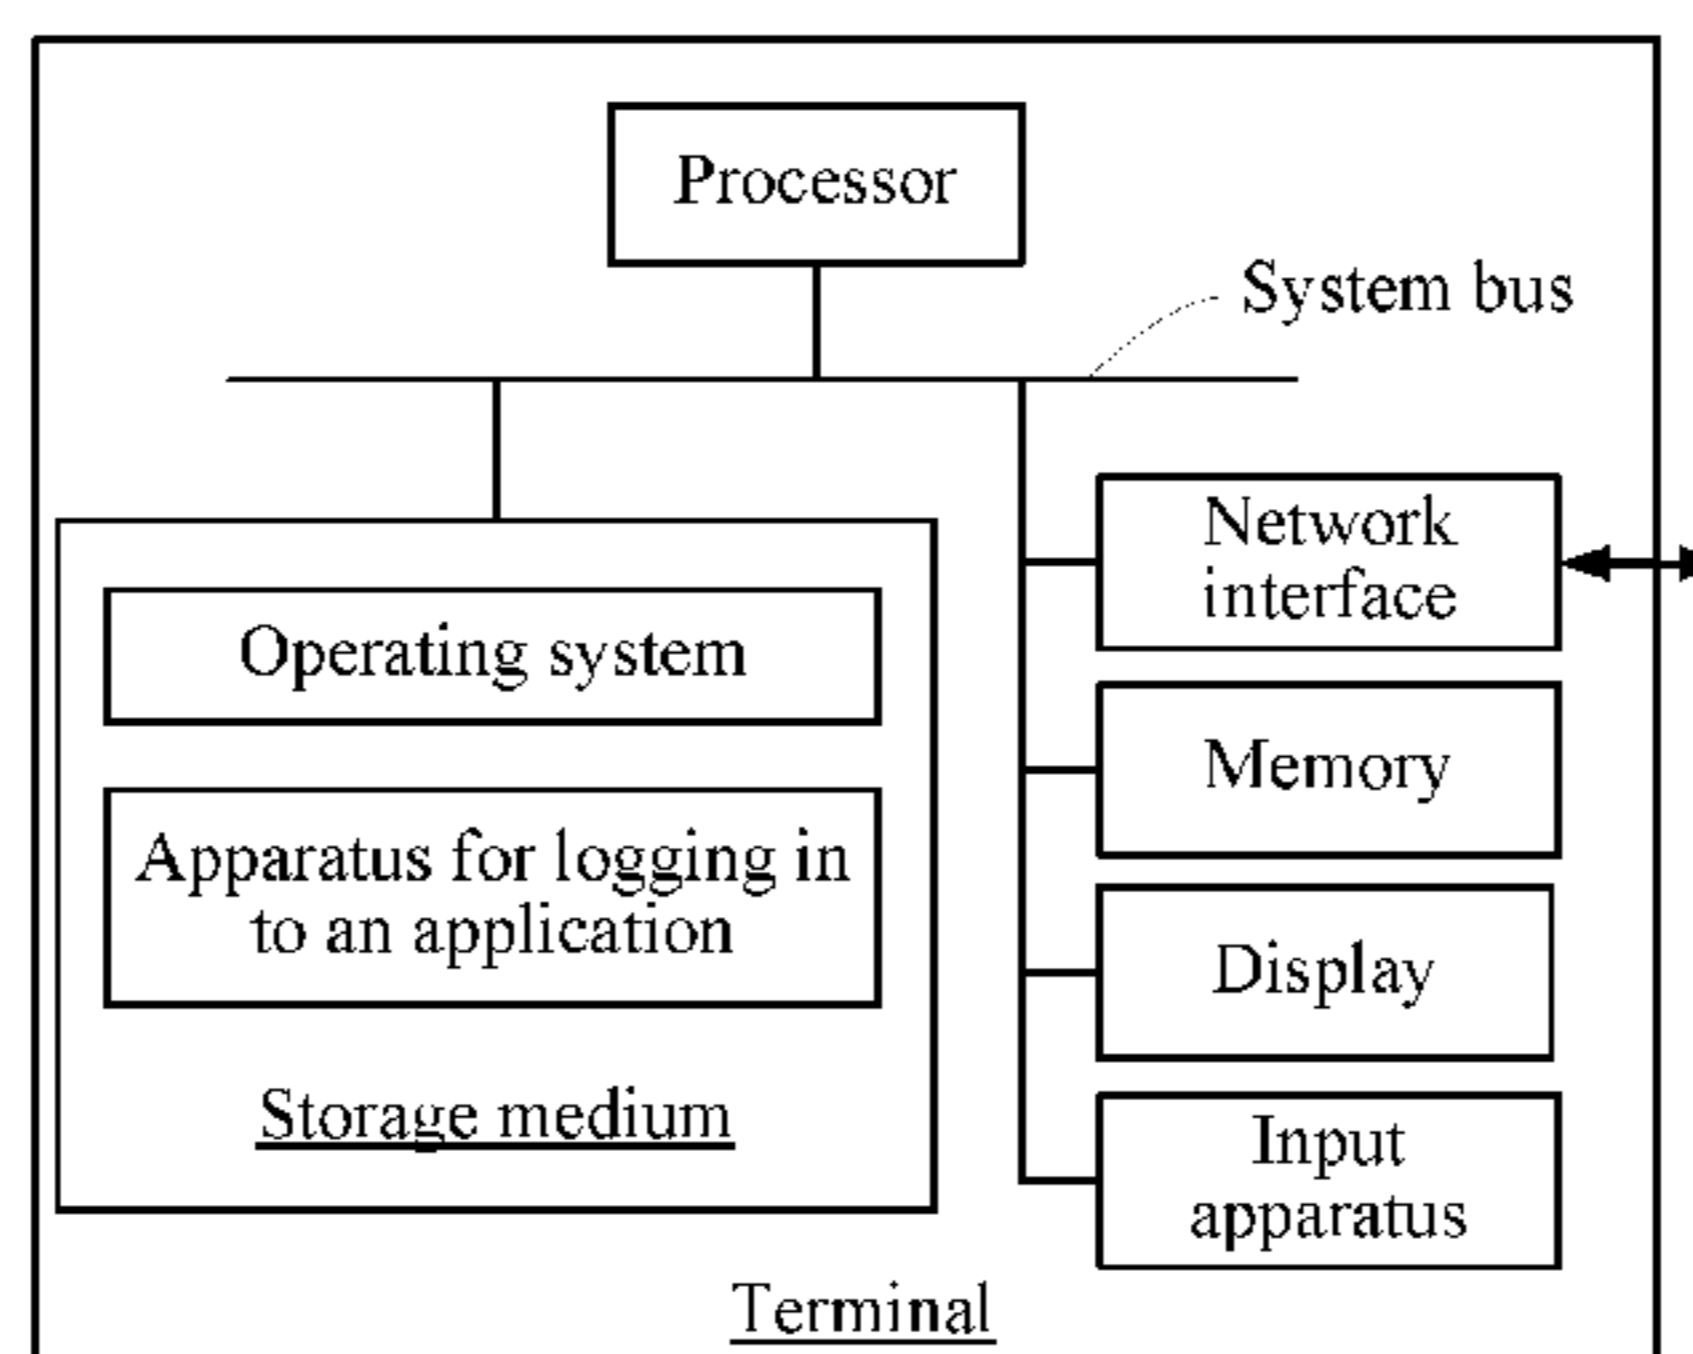 Processor
System bus
Network
interface
Operating system
Memory
Apparatus for logging in
to an application
Display
Storage medium
Input
apparatus
Terminal